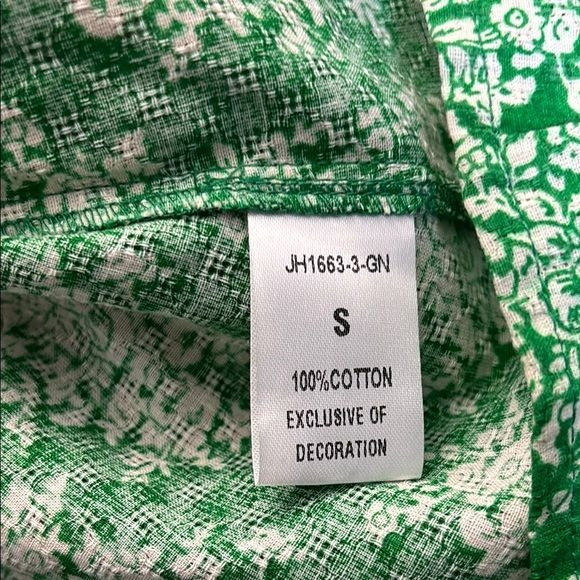 JH1663-3-GN
S
100%COTTON
EXCLUSIVE OF
DECORATION